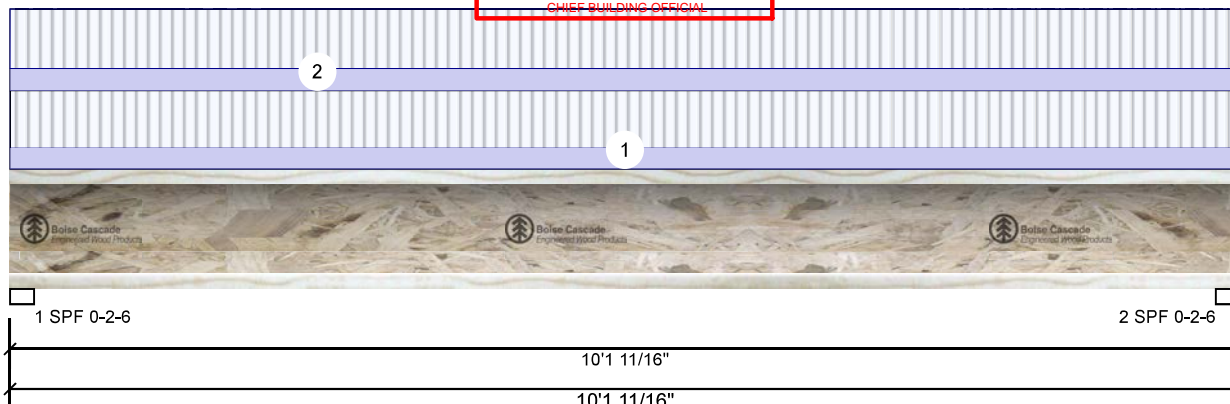 CHIEF BUILDING OFFICIAL
2
1
Boise Cascade
Engineered Wood Products
Boise Cascade
Engineered Wood Products
Boise Cascade
Engineered Wood Products
1 SPF 0-2-6
2 SPF 0-2-6
10'1 11/16"
10'1 11/16"